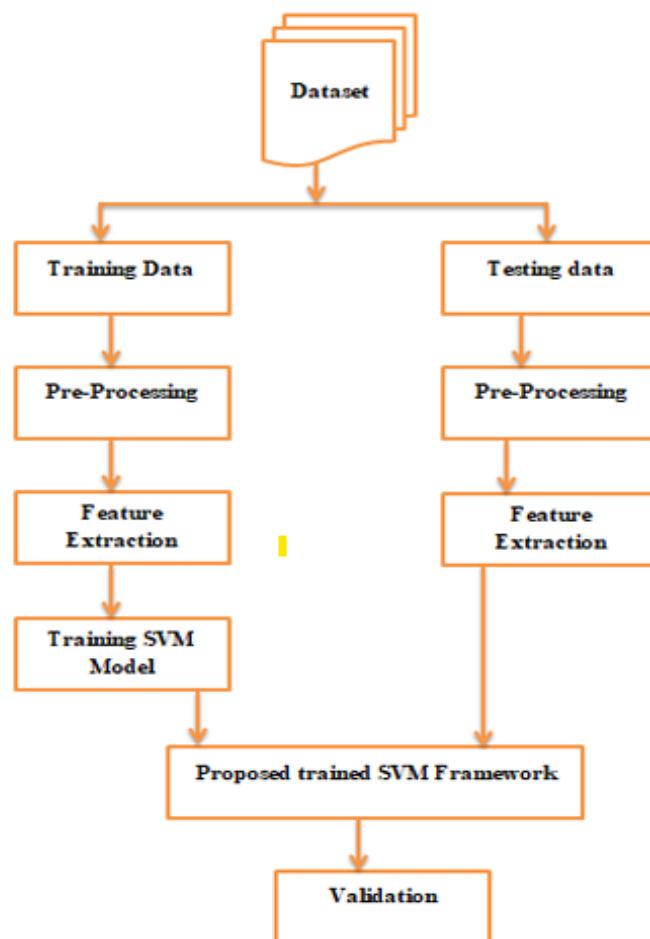 Dataset
Training Data
Testing data
Pre-Processing
Pre-Processing
Feature
Extraction
Feature
Extraction
Training SVM
Model
Proposed trained SVM Framework
Validation